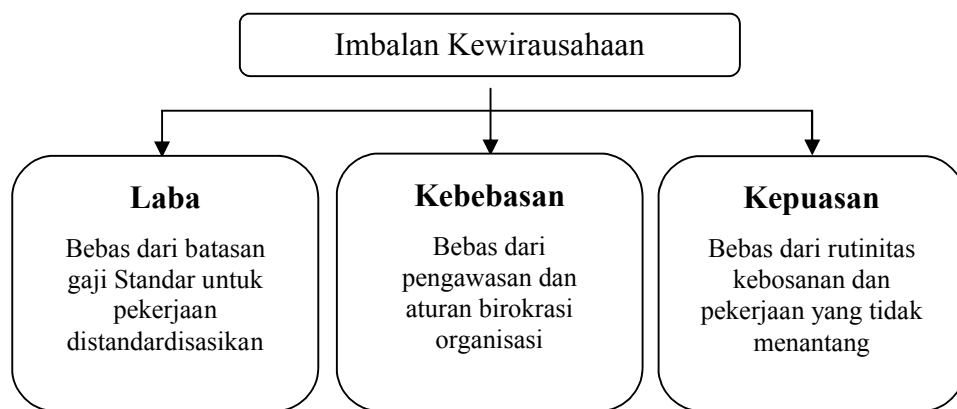 Imbalan Kewirausahaan
Laba
Bebas dari batasan
gaji Standar untuk
pekerjaan
distandardisasikan
Kebebasan
Bebas dari
pengawasan dan
aturan birokrasi
organisasi
Kepuasan
Bebas dari rutinitas
kebosanan dan
pekerjaan yang tidak
menantang